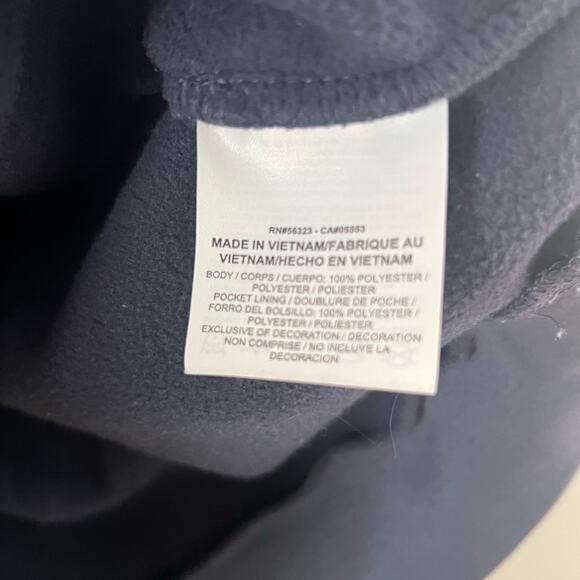 RN#56323 - CA#05553
MADE IN VIETNAM/FABRIQUE AU
VIETNAM/HECHO EN VIETNAM
BODY / CORPS / CUERPO: 100% POLYESTER /
POLYESTER / POLIESTER
POCKET LINING / DOUBLURE DE POCHE /
FORRO DEL BOLSILLO: 100% POLYESTER /
POLYESTER / POLIESTER
EXCLUSIVE OF DECORATION / DECORATION
NON COMPRISE / NO INCLUYE LA
DECORACION